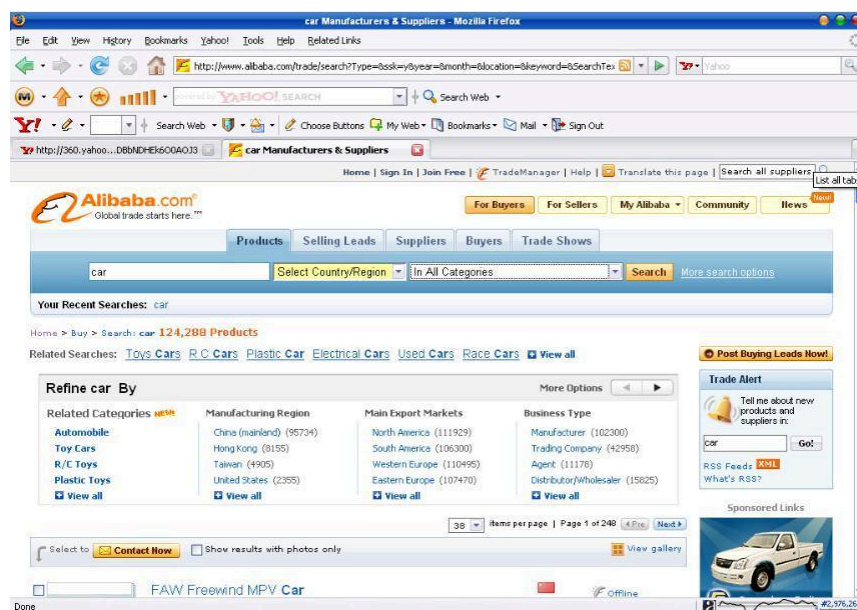 car Manufacturers & Suppliers - Mozilla Firefox
File Edit View History Bookmarks Yahoo! Tools Help Related Links
http://www.alibaba.com/trade/search?Type=&ssk=y&year=&month=&location=&keyword=&SearchTex Yahoo
YAHOO! SEARCH Search Web
Y! Search Web Choose Buttons My Web Bookmarks Mail Sign Out
http://360.yahoo...DBbNDHEk6O0AOJ3 car Manufacturers & Suppliers
Home | Sign In | Join Free | TradeManager | Help | Translate this page | Search all suppliers
List all tab
Alibaba.com
Global trade starts here.™
For Buyers For Sellers My Alibaba Community News New!
Products Selling Leads Suppliers Buyers Trade Shows
car Select Country/Region In All Categories Search More search options
Your Recent Searches: car
Home > Buy > Search: car 124,288 Products
Related Searches: Toys Cars R C Cars Plastic Car Electrical Cars Used Cars Race Cars View all
Post Buying Leads Now!
Refine car By More Options
Related Categories NEW Manufacturing Region Main Export Markets Business Type
Automobile China (mainland) (95734) North America (111929) Manufacturer (102300)
Toy Cars Hong Kong (8155) South America (106300) Trading Company (42958)
R/C Toys Taiwan (4905) Western Europe (110495) Agent (11178)
Plastic Toys United States (2355) Eastern Europe (107470) Distributor/Wholesaler (15825)
View all View all View all View all
Trade Alert
Tell me about new
products and
suppliers in:
car Go!
RSS Feeds XML
What's RSS?
Sponsored Links
38 items per page | Page 1 of 248 Pre Next
Select to Contact Now Show results with photos only View gallery
FAW Freewind MPV Car Offline
Done